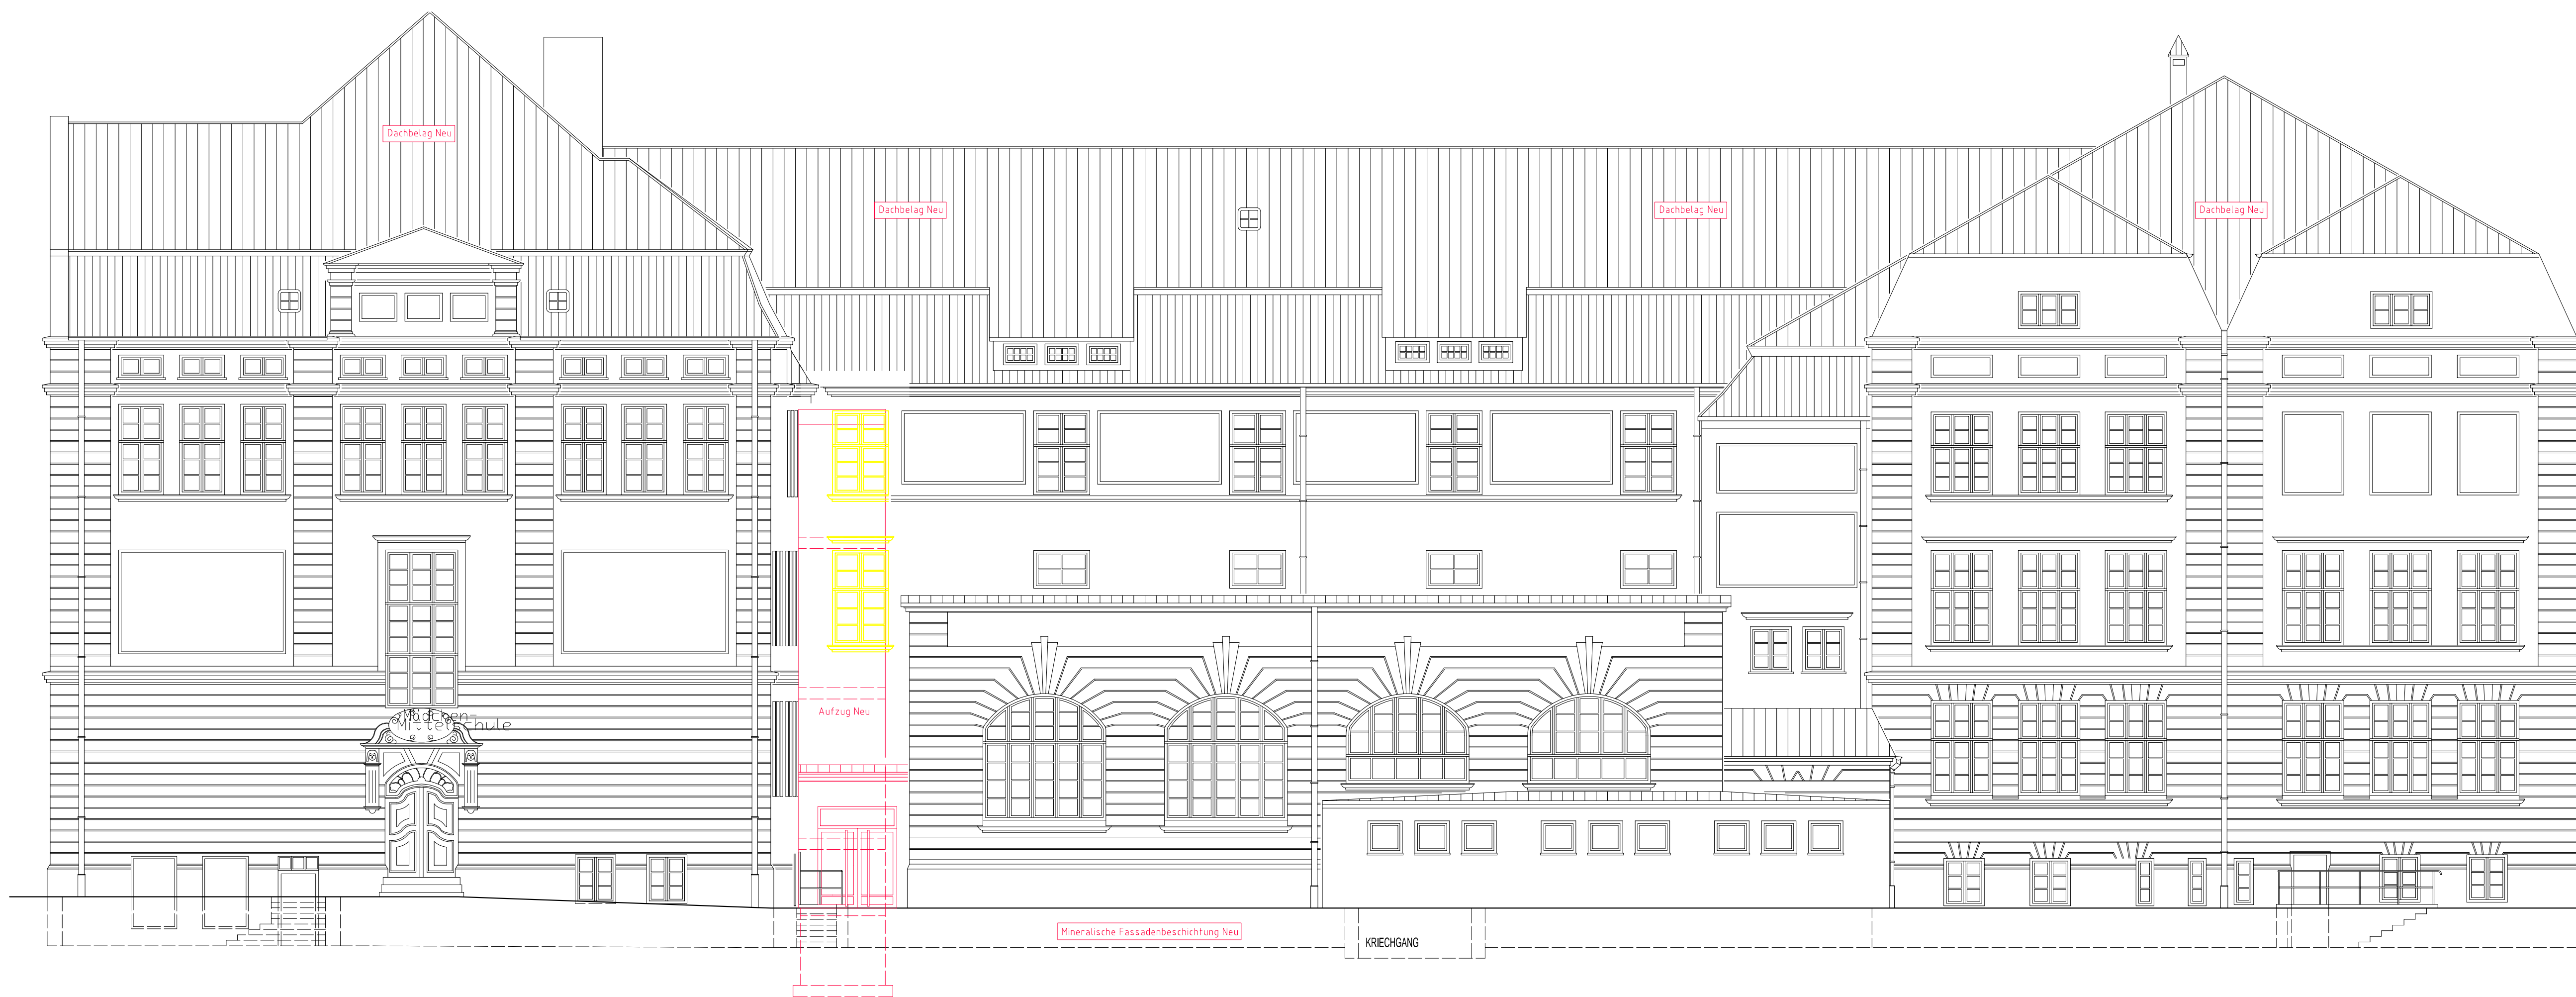 Dachbelag Neu
Dachbelag Neu
Dachbelag Neu
Dachbelag Neu
Mädchen-
Mittelschule
Aufzug Neu
Mineralische Fassadenbeschichtung Neu
KRIECHGANG